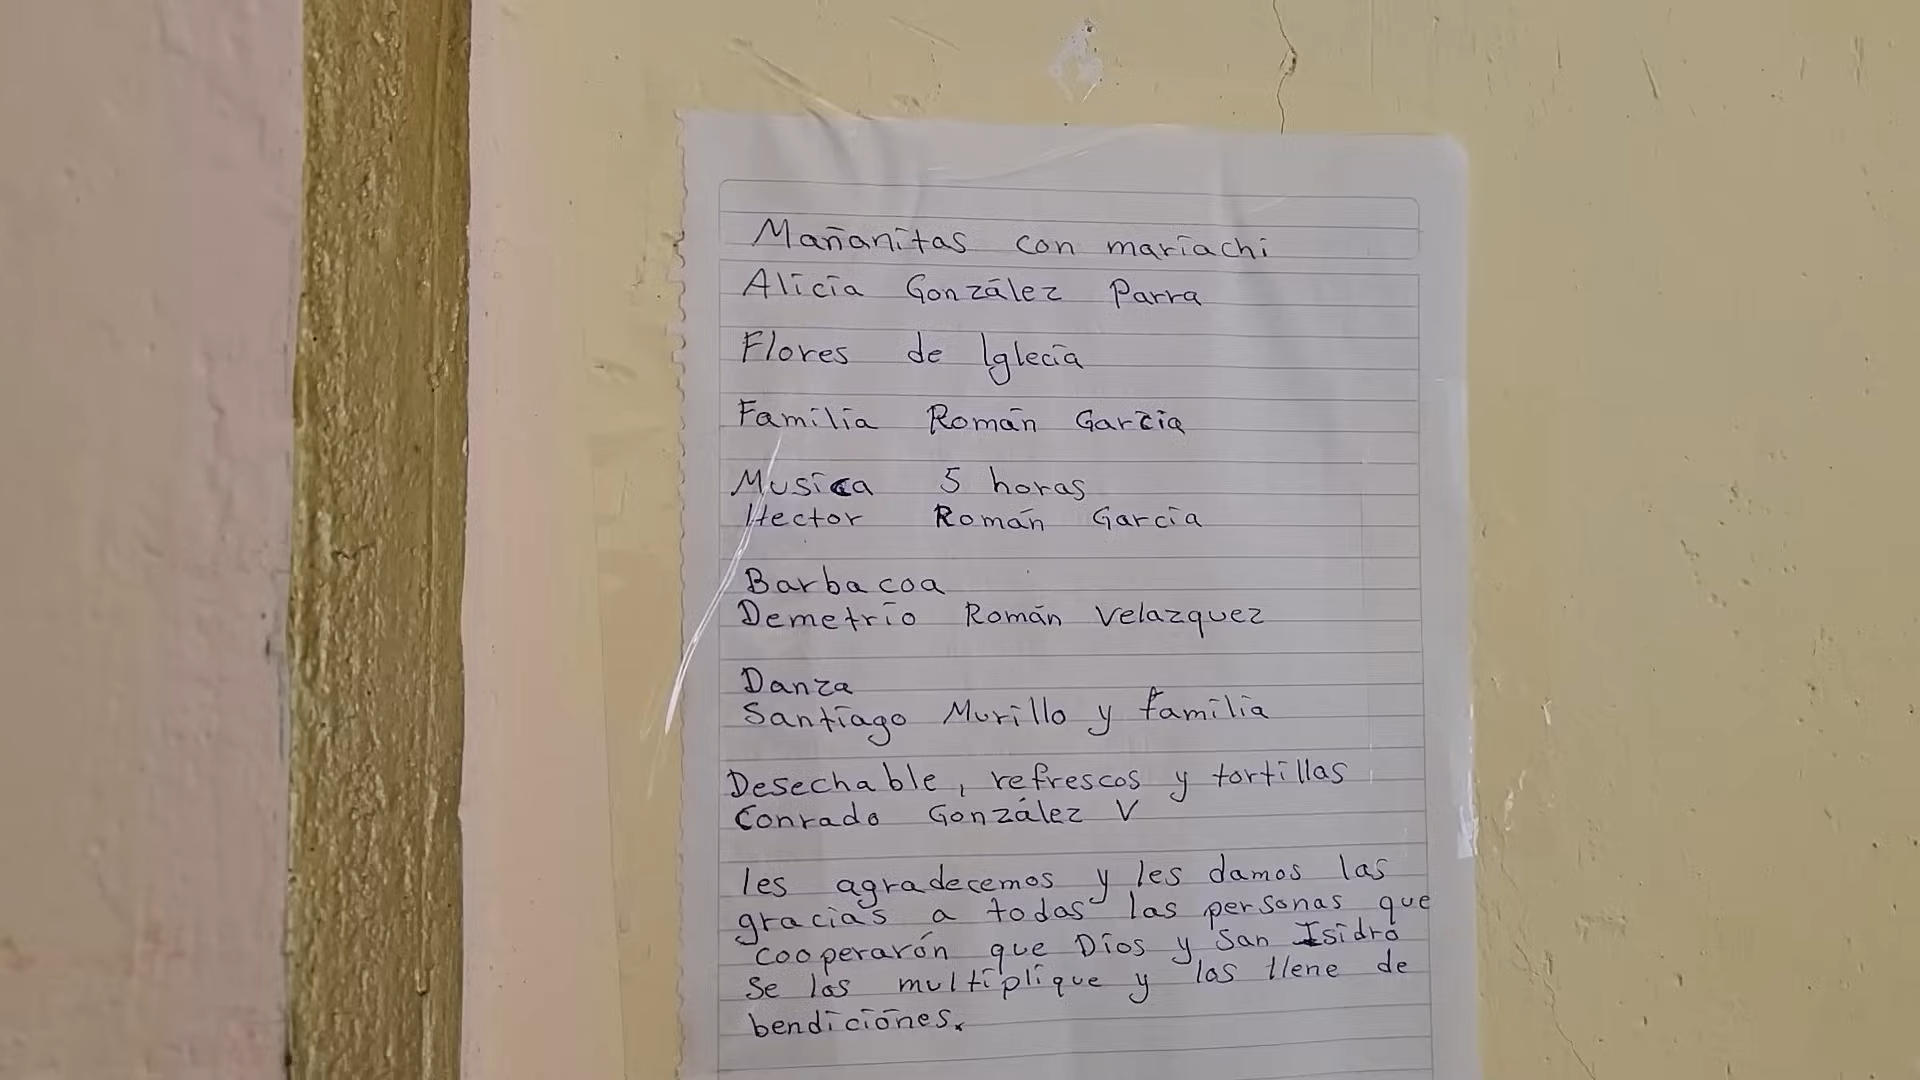 Mañanitas con mariachi
Alicia González Parra
Flores de Iglecia
Familia Román Garcia
Musica 5 horas
Hector Román García
Barbacoa
Demetrio Román Velazquez
Danza
Santiago Murillo y familia
Desechable, refrescos y tortillas
Conrado González V
les agradecemos y les damos las
gracias a todas las personas que
cooperarón que Dios y San Isidro
se los multiplique y los llene de
bendiciónes.